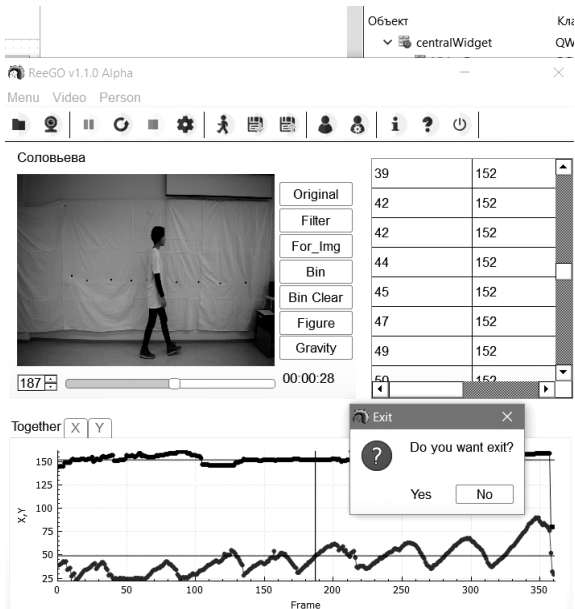 Объект
Кла
centralWidget
QW
ReeGO v1.1.0 Alpha
Menu Video Person
Соловьева
Original
Filter
For_Img
Bin
Bin Clear
Figure
Gravity
39 152
42 152
42 152
44 152
45 152
47 152
49 152
50 152
187
00:00:28
Exit
Do you want exit?
Yes No
Together X Y
150
125
100
75
50
25
X,Y
0 50 100 150 200 250 300 350
Frame